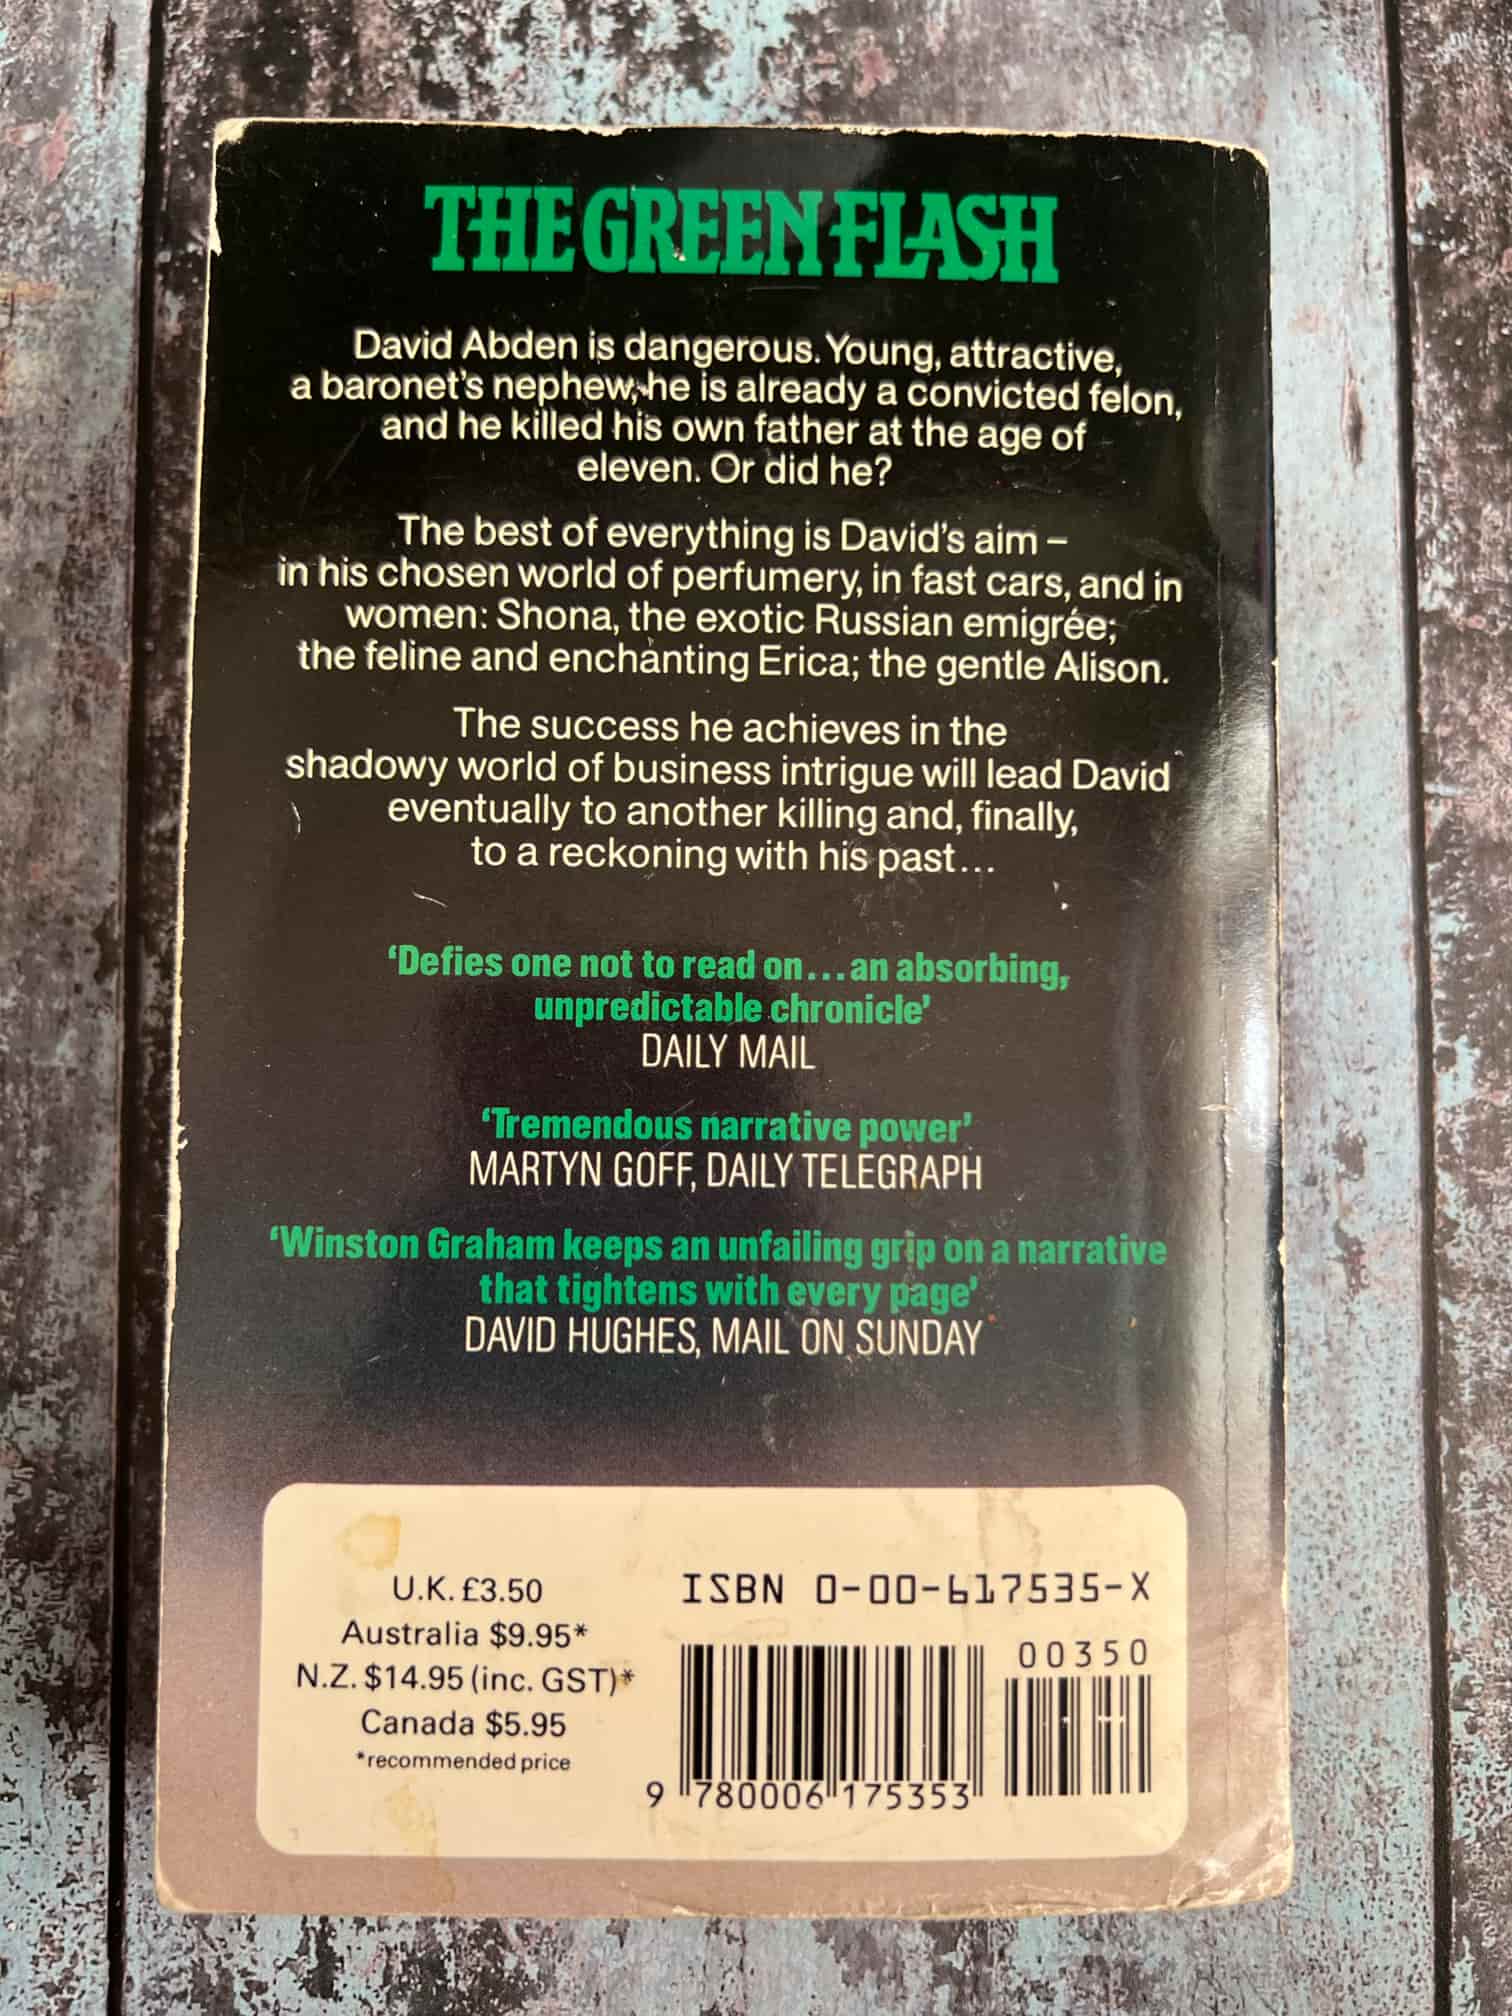 THE GREEN FLASH
David Abden is dangerous. Young, attractive,
a baronet's nephew, he is already a convicted felon,
and he killed his own father at the age of
eleven. Or did he?
The best of everything is David's aim –
in his chosen world of perfumery, in fast cars, and in
women: Shona, the exotic Russian emigrée;
the feline and enchanting Erica; the gentle Alison.
The success he achieves in the
shadowy world of business intrigue will lead David
eventually to another killing and, finally,
to a reckoning with his past...
‘Defies one not to read on...an absorbing,
unpredictable chronicle’
DAILY MAIL
‘Tremendous narrative power’
MARTYN GOFF, DAILY TELEGRAPH
‘Winston Graham keeps an unfailing grip on a narrative
that tightens with every page’
DAVID HUGHES, MAIL ON SUNDAY
U.K. £3.50
Australia $9.95*
N.Z. $14.95 (inc. GST)*
Canada $5.95
*recommended price
ISBN 0-00-617535-X
00350
9 780006 175353